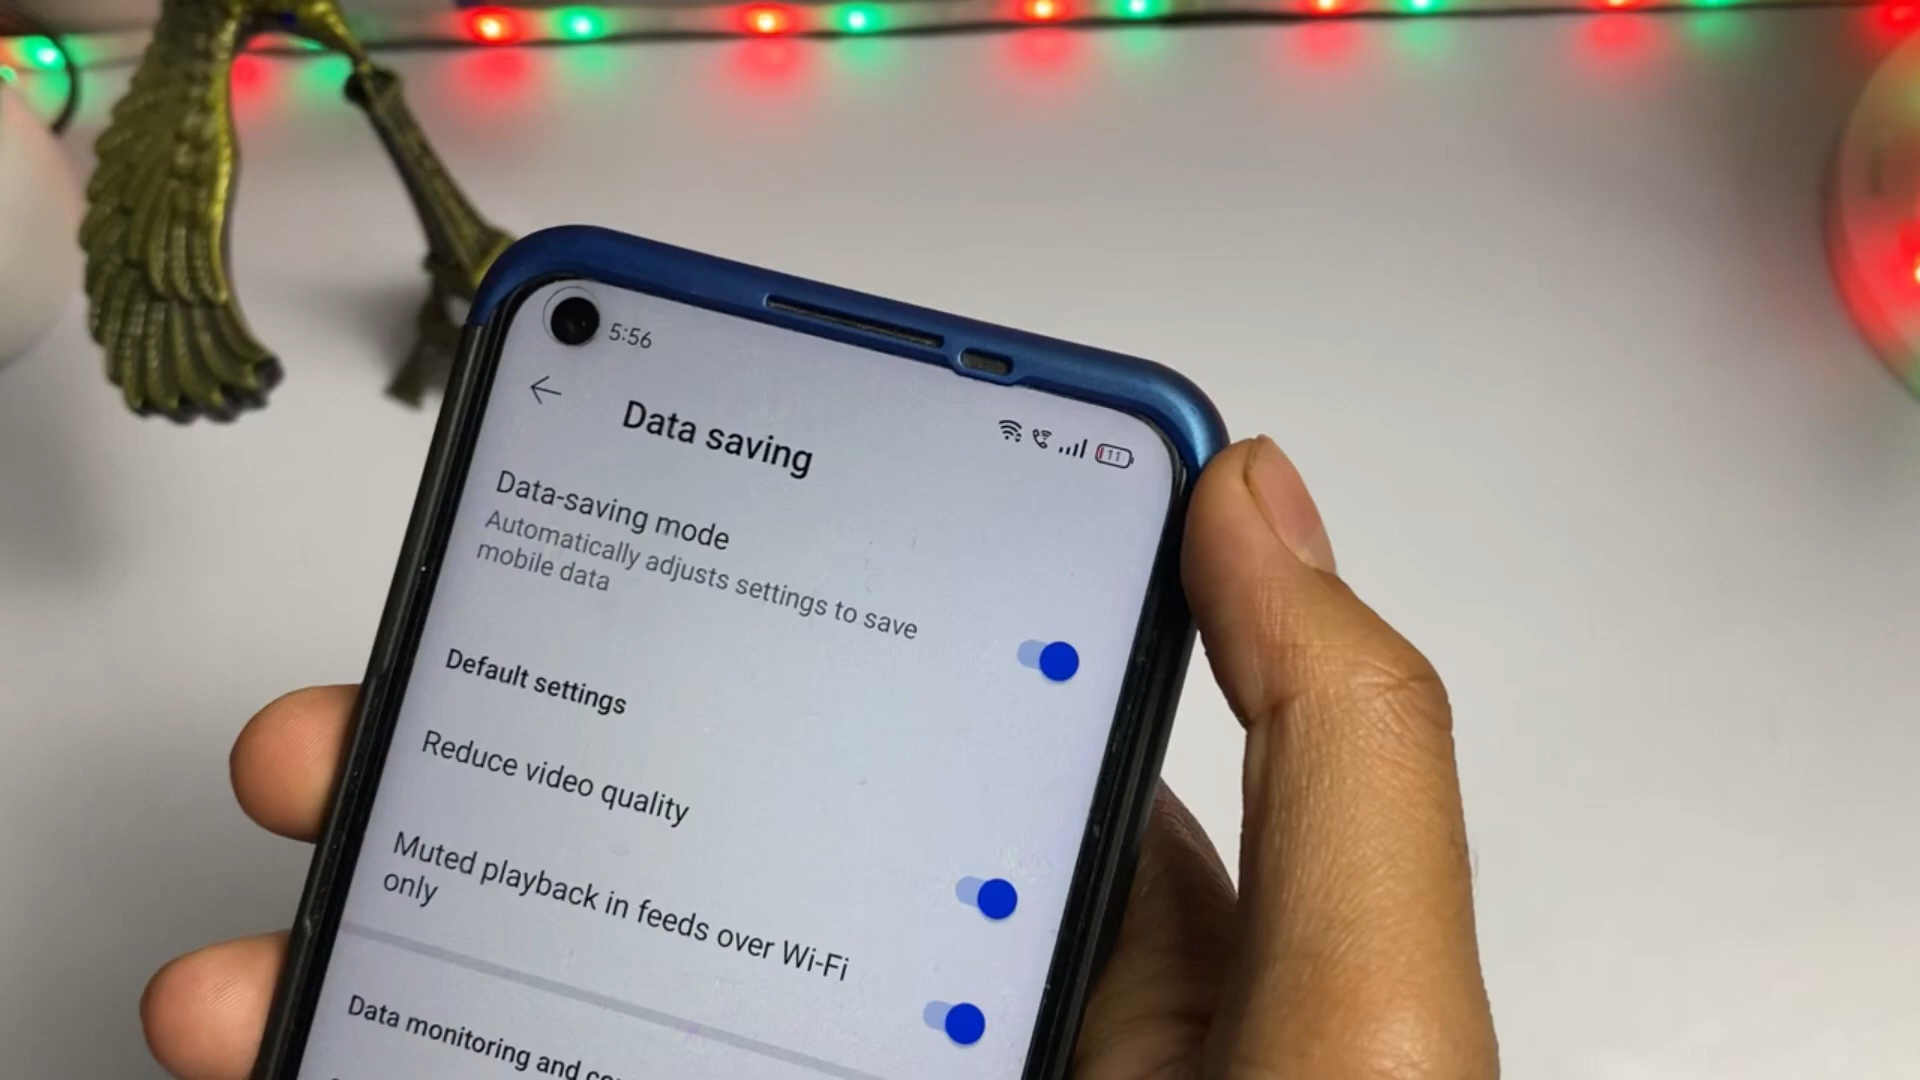 5:56
11
Data saving
Data-saving mode
Automatically adjusts settings to save
mobile data
Default settings
Reduce video quality
Muted playback in feeds over Wi-Fi
only
Data monitoring and